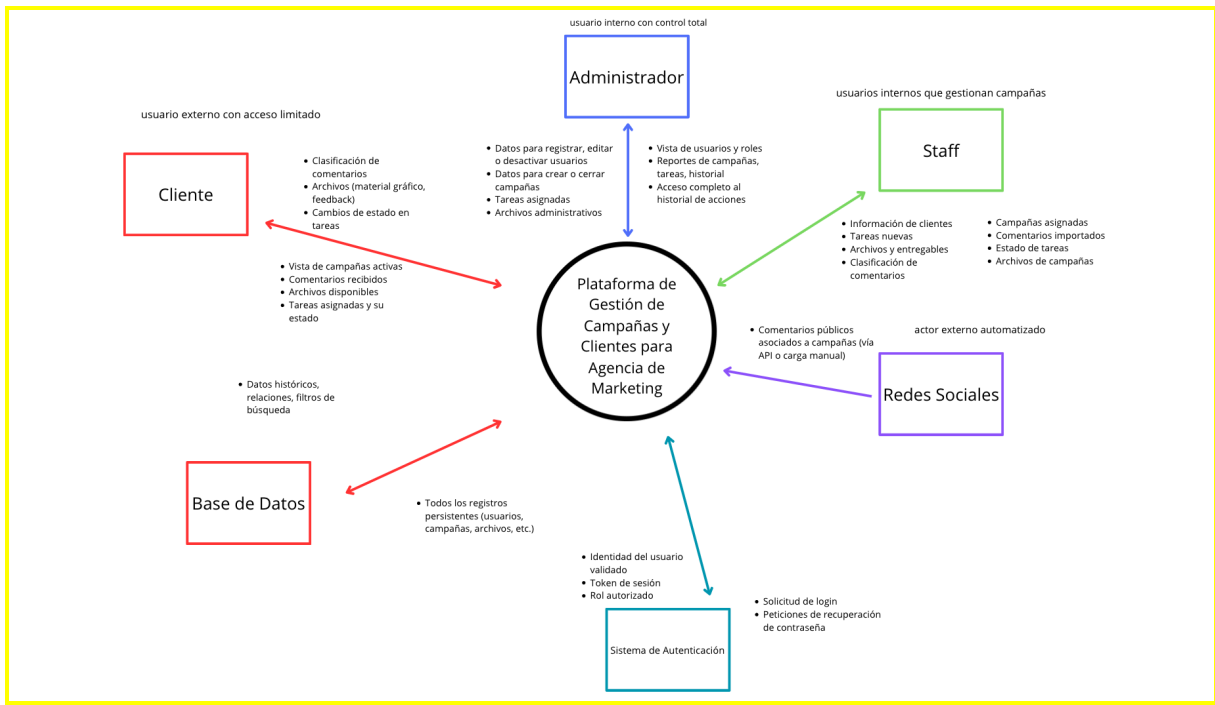 usuario interno con control total
Administrador
usuarios internos que gestionan campañas
Staff
usuario externo con acceso limitado
Cliente
• Clasificación de
comentarios
• Archivos (material gráfico,
feedback)
• Cambios de estado en
tareas
• Datos para registrar, editar
o desactivar usuarios
• Datos para crear o cerrar
campañas
• Tareas asignadas
• Archivos administrativos
• Vista de usuarios y roles
• Reportes de campañas,
tareas, historial
• Acceso completo al
historial de acciones
• Información de clientes
• Tareas nuevas
• Archivos y entregables
• Clasificación de
comentarios
• Campañas asignadas
• Comentarios importados
• Estado de tareas
• Archivos de campañas
• Vista de campañas activas
• Comentarios recibidos
• Archivos disponibles
• Tareas asignadas y su
estado
Plataforma de
Gestión de
Campañas y
Clientes para
Agencia de
Marketing
• Comentarios públicos
asociados a campañas (vía
API o carga manual)
actor externo automatizado
Redes Sociales
• Datos históricos,
relaciones, filtros de
búsqueda
Base de Datos
• Todos los registros
persistentes (usuarios,
campañas, archivos, etc.)
• Identidad del usuario
validado
• Token de sesión
• Rol autorizado
• Solicitud de login
• Peticiones de recuperación
de contraseña
Sistema de Autenticación